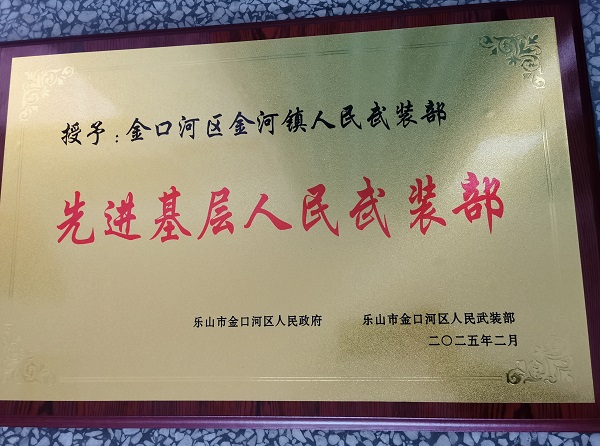 授予：金口河区金河镇人民武装部
先进基层人民武装部
乐山市金口河区人民政府 乐山市金口河区人民武装部
二〇二五年二月